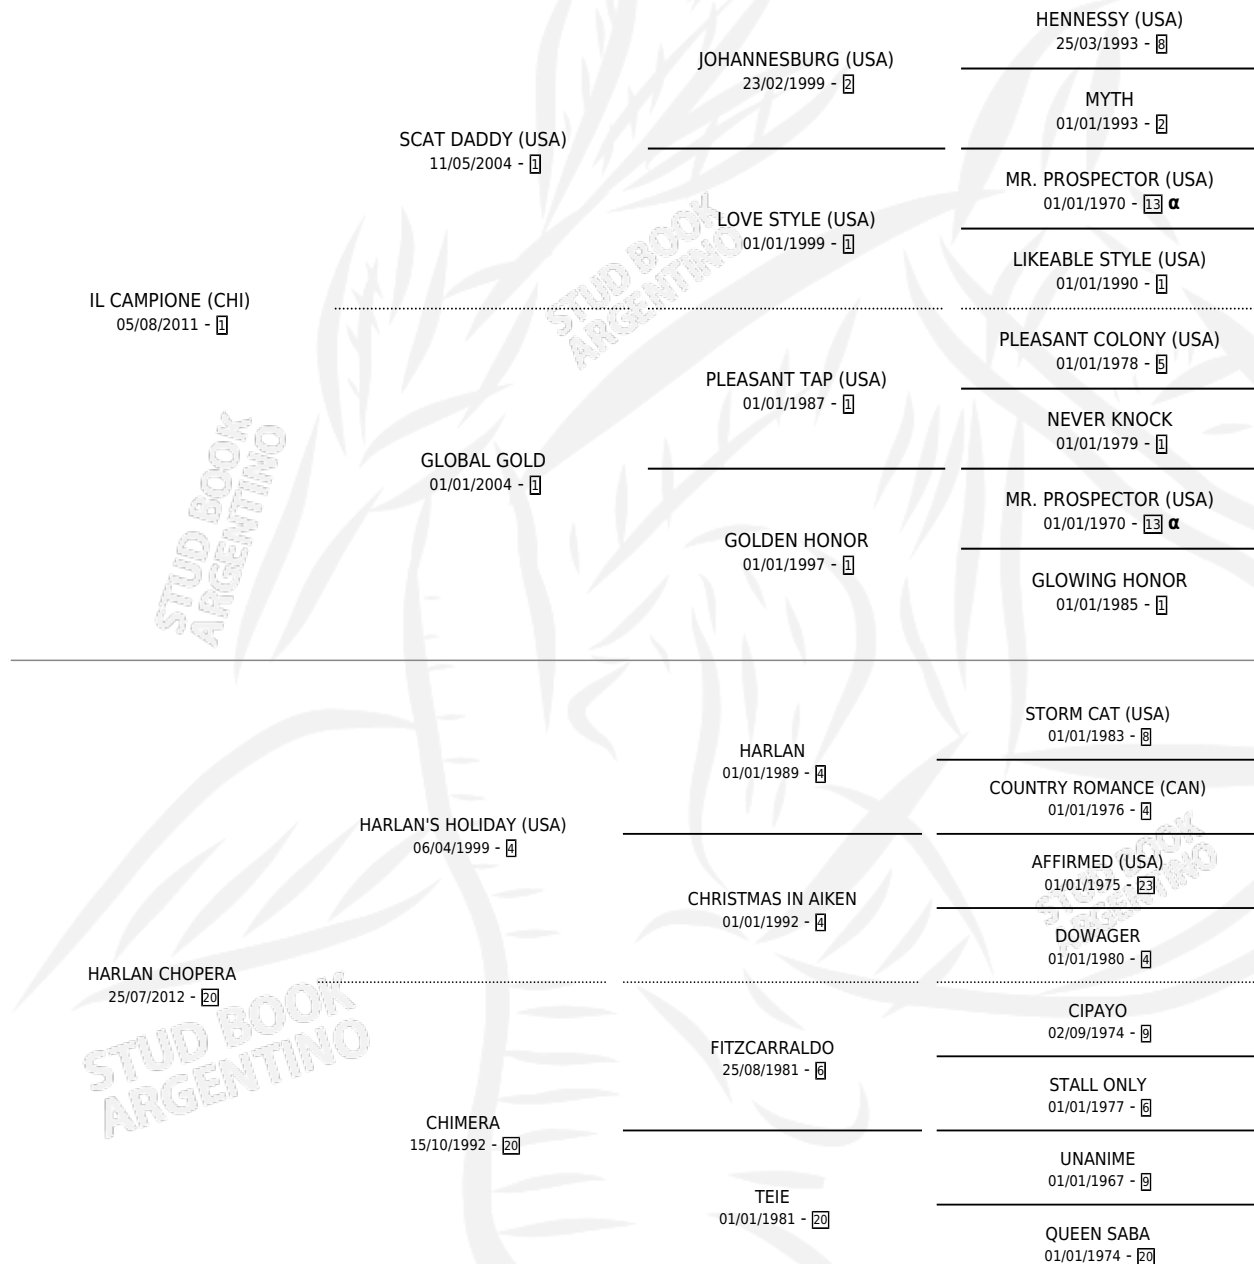 HENNESSY (USA)
25/03/1993 - 8
JOHANNESBURG (USA)
23/02/1999 - 2
MYTH
01/01/1993 - 2
SCAT DADDY (USA)
11/05/2004 - 1
MR. PROSPECTOR (USA)
01/01/1970 - 13 α
LOVE STYLE (USA)
01/01/1999 - 1
LIKEABLE STYLE (USA)
01/01/1990 - 1
IL CAMPIONE (CHI)
05/08/2011 - 1
PLEASANT COLONY (USA)
01/01/1978 - 5
PLEASANT TAP (USA)
01/01/1987 - 1
NEVER KNOCK
01/01/1979 - 1
GLOBAL GOLD
01/01/2004 - 1
MR. PROSPECTOR (USA)
01/01/1970 - 13 α
GOLDEN HONOR
01/01/1997 - 1
GLOWING HONOR
01/01/1985 - 1
STORM CAT (USA)
01/01/1983 - 8
HARLAN
01/01/1989 - 4
COUNTRY ROMANCE (CAN)
01/01/1976 - 4
HARLAN'S HOLIDAY (USA)
06/04/1999 - 4
AFFIRMED (USA)
01/01/1975 - 23
CHRISTMAS IN AIKEN
01/01/1992 - 4
DOWAGER
01/01/1980 - 4
HARLAN CHOPERA
25/07/2012 - 20
CIPAYO
02/09/1974 - 9
FITZCARRALDO
25/08/1981 - 6
STALL ONLY
01/01/1977 - 6
CHIMERA
15/10/1992 - 20
UNANIME
01/01/1967 - 9
TEIE
01/01/1981 - 20
QUEEN SABA
01/01/1974 - 20
STUD BOOK
ARGENTINO
STUD BOOK
ARGENTINO
STUD BOOK
ARGENTINO
STUD BOOK
ARGENTINO